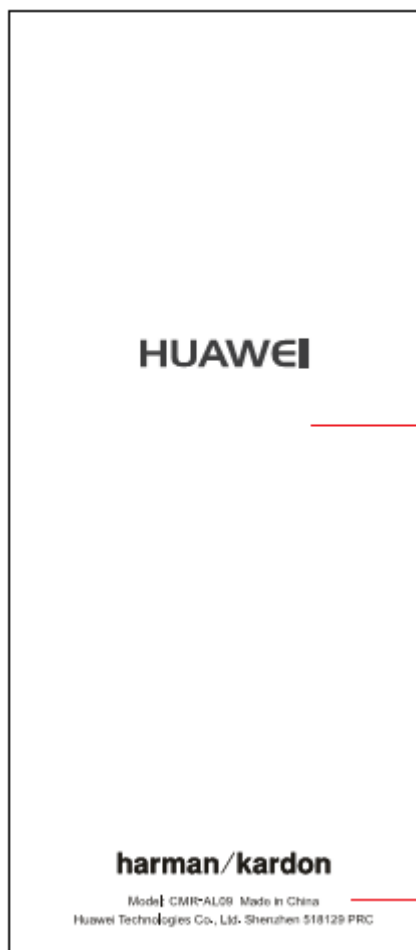 HUAWEI
harman/kardon
Model: CMR-AL09 Made in China
Huawei Technologies Co., Ltd. Shenzhen 518129 PRC